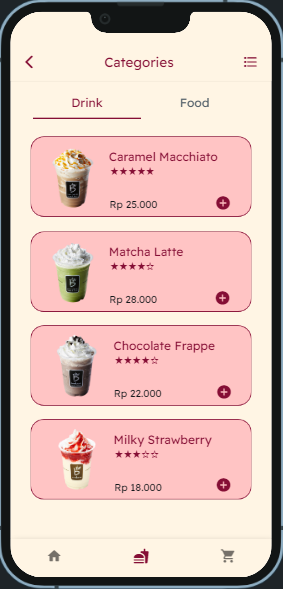 Categories
Drink
Food
Caramel Macchiato
★★★★★
Rp 25.000
Matcha Latte
★★★★☆
Rp 28.000
Chocolate Frappe
★★★★☆
Rp 22.000
Milky Strawberry
★★★☆☆
Rp 18.000